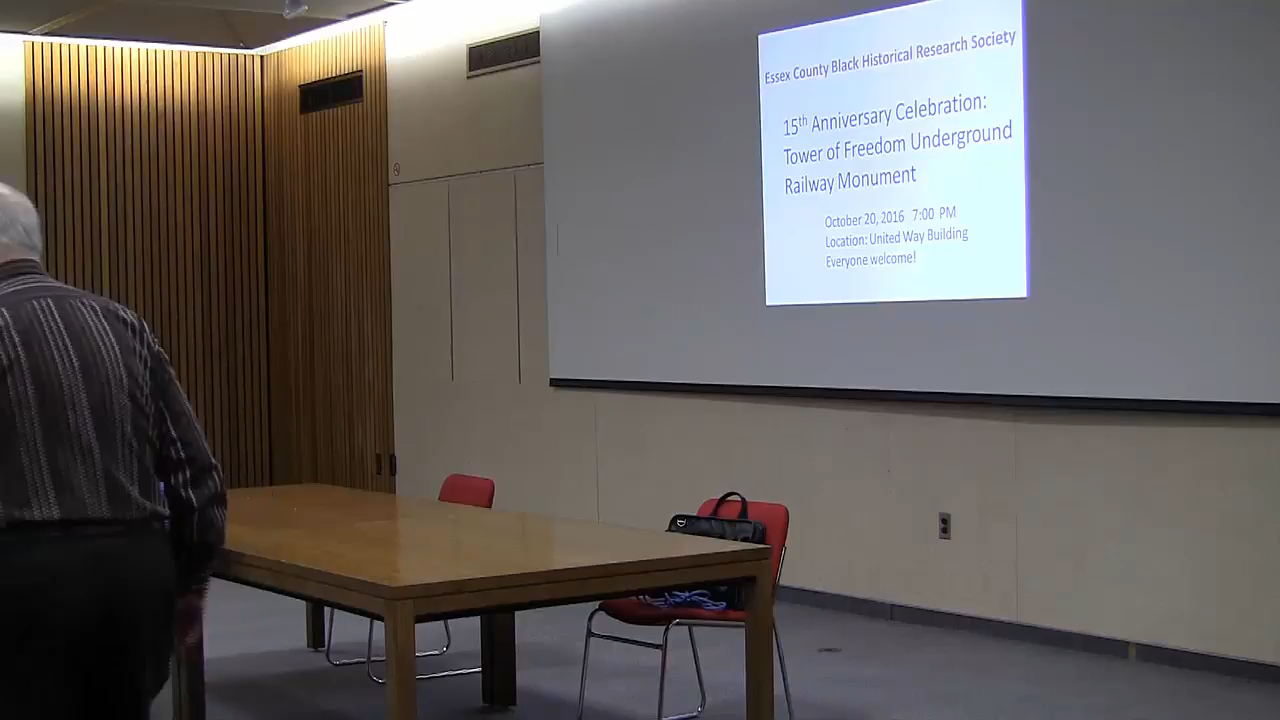 Essex County Black Historical Research Society
15th Anniversary Celebration:
Tower of Freedom Underground
Railway Monument
October 20, 2016 7:00 PM
Location: United Way Building
Everyone welcome!